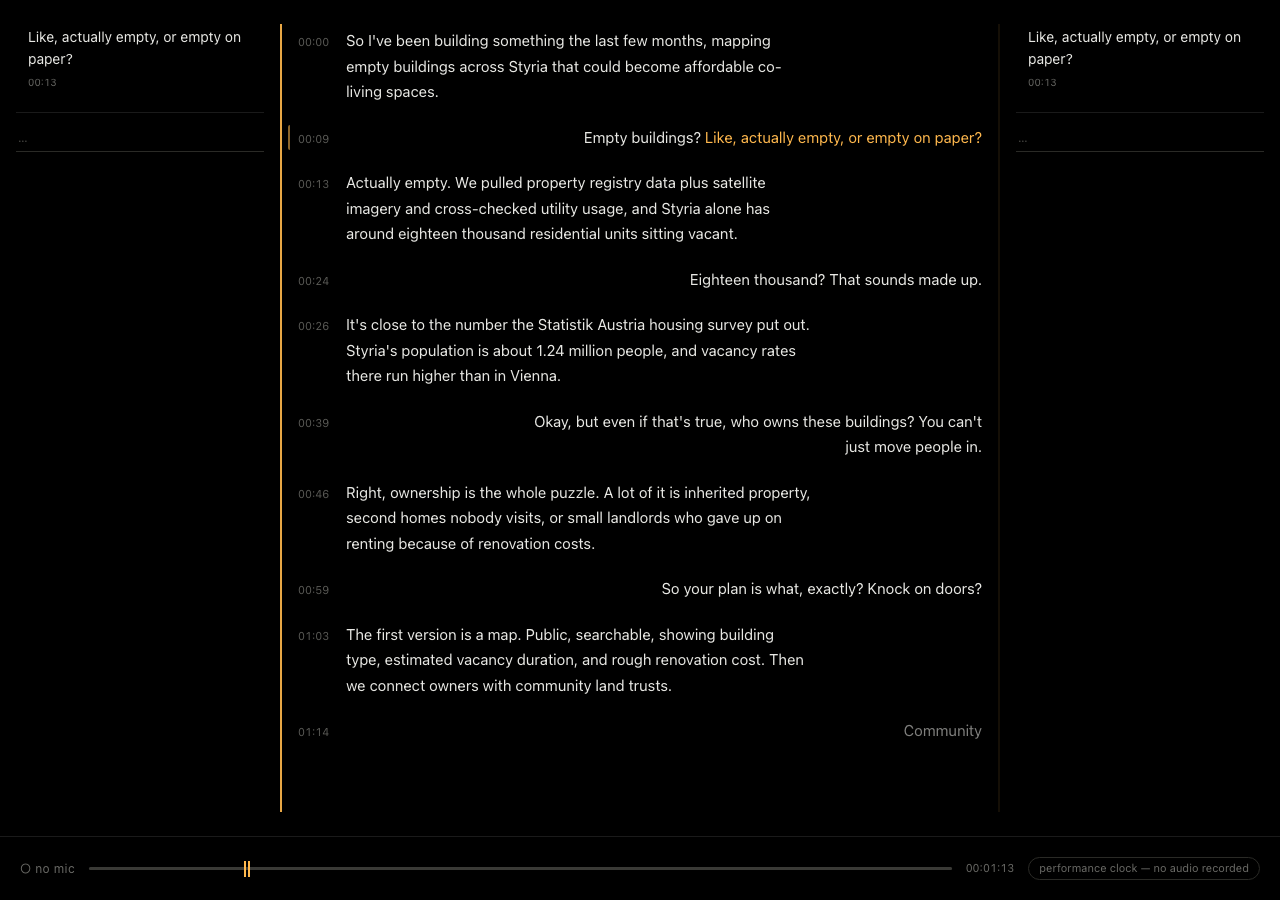 Like, actually empty, or empty on
paper?
00:13
...
00:00
So I've been building something the last few months, mapping
empty buildings across Styria that could become affordable co-
living spaces.
00:09
Empty buildings? Like, actually empty, or empty on paper?
00:13
Actually empty. We pulled property registry data plus satellite
imagery and cross-checked utility usage, and Styria alone has
around eighteen thousand residential units sitting vacant.
00:24
Eighteen thousand? That sounds made up.
00:26
It's close to the number the Statistik Austria housing survey put out.
Styria's population is about 1.24 million people, and vacancy rates
there run higher than in Vienna.
00:39
Okay, but even if that's true, who owns these buildings? You can't
just move people in.
00:46
Right, ownership is the whole puzzle. A lot of it is inherited property,
second homes nobody visits, or small landlords who gave up on
renting because of renovation costs.
00:59
So your plan is what, exactly? Knock on doors?
01:03
The first version is a map. Public, searchable, showing building
type, estimated vacancy duration, and rough renovation cost. Then
we connect owners with community land trusts.
01:14
Community
Like, actually empty, or empty on
paper?
00:13
...
no mic
00:01:13
performance clock — no audio recorded